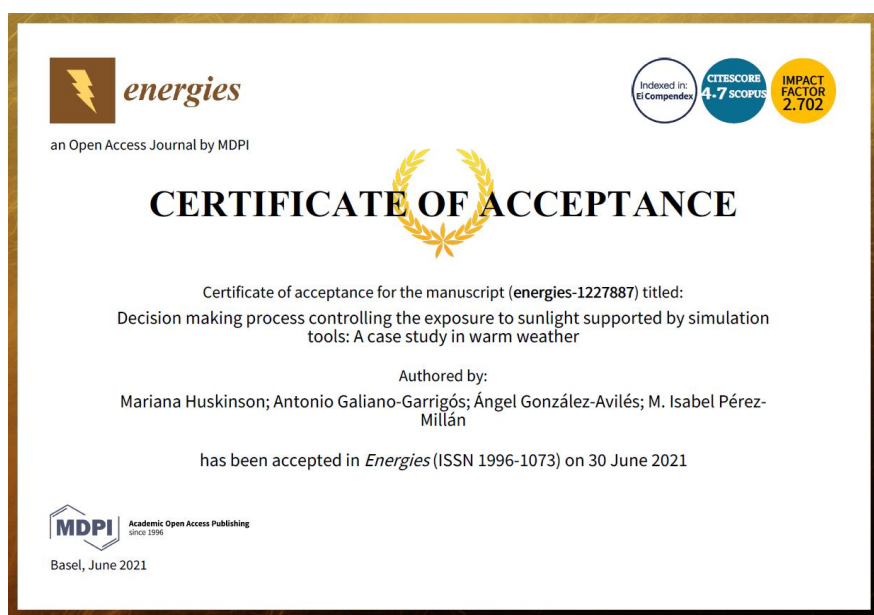 energies
Indexed in:
Ei Compendex
CITESCORE
4.7 SCOPUS
IMPACT
FACTOR
2.702
an Open Access Journal by MDPI
CERTIFICATE OF ACCEPTANCE
Certificate of acceptance for the manuscript (energies-1227887) titled:
Decision making process controlling the exposure to sunlight supported by simulation
tools: A case study in warm weather
Authored by:
Mariana Huskinson; Antonio Galiano-Garrigós; Ángel González-Avilés; M. Isabel Pérez-
Millán
has been accepted in Energies (ISSN 1996-1073) on 30 June 2021
MDPI
Academic Open Access Publishing
since 1996
Basel, June 2021